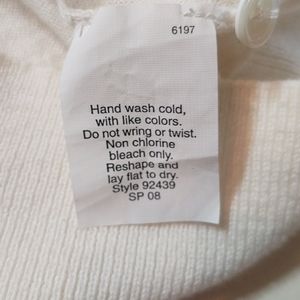 6197
Hand wash cold,
with like colors.
Do not wring or twist.
Non chlorine
bleach only.
Reshape and
lay flat to dry.
Style 92439
SP 08